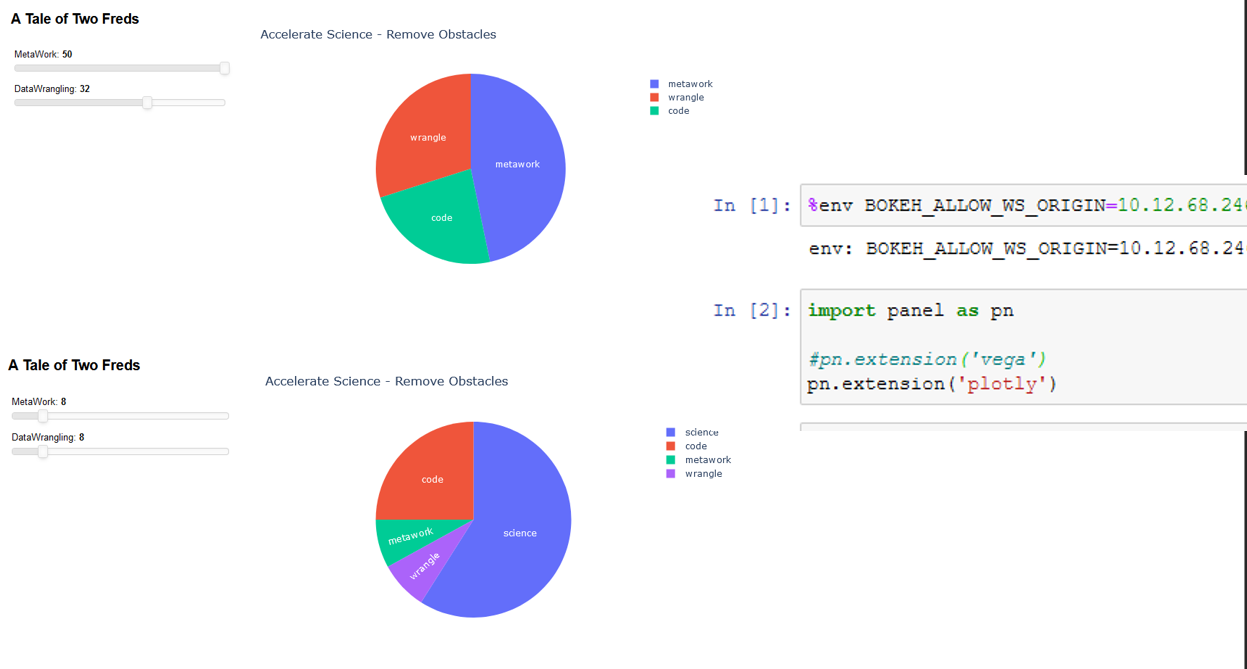 A Tale of Two Freds
MetaWork: 50
DataWrangling: 32
Accelerate Science - Remove Obstacles
wrangle
metawork
code
metawork
wrangle
code
In [1]: %env BOKEH_ALLOW_WS_ORIGIN=10.12.68.24
env: BOKEH_ALLOW_WS_ORIGIN=10.12.68.24
In [2]: import panel as pn
#pn.extension('vega')
pn.extension('plotly')
A Tale of Two Freds
MetaWork: 8
DataWrangling: 8
Accelerate Science - Remove Obstacles
code
metawork
wrangle
science
science
code
metawork
wrangle